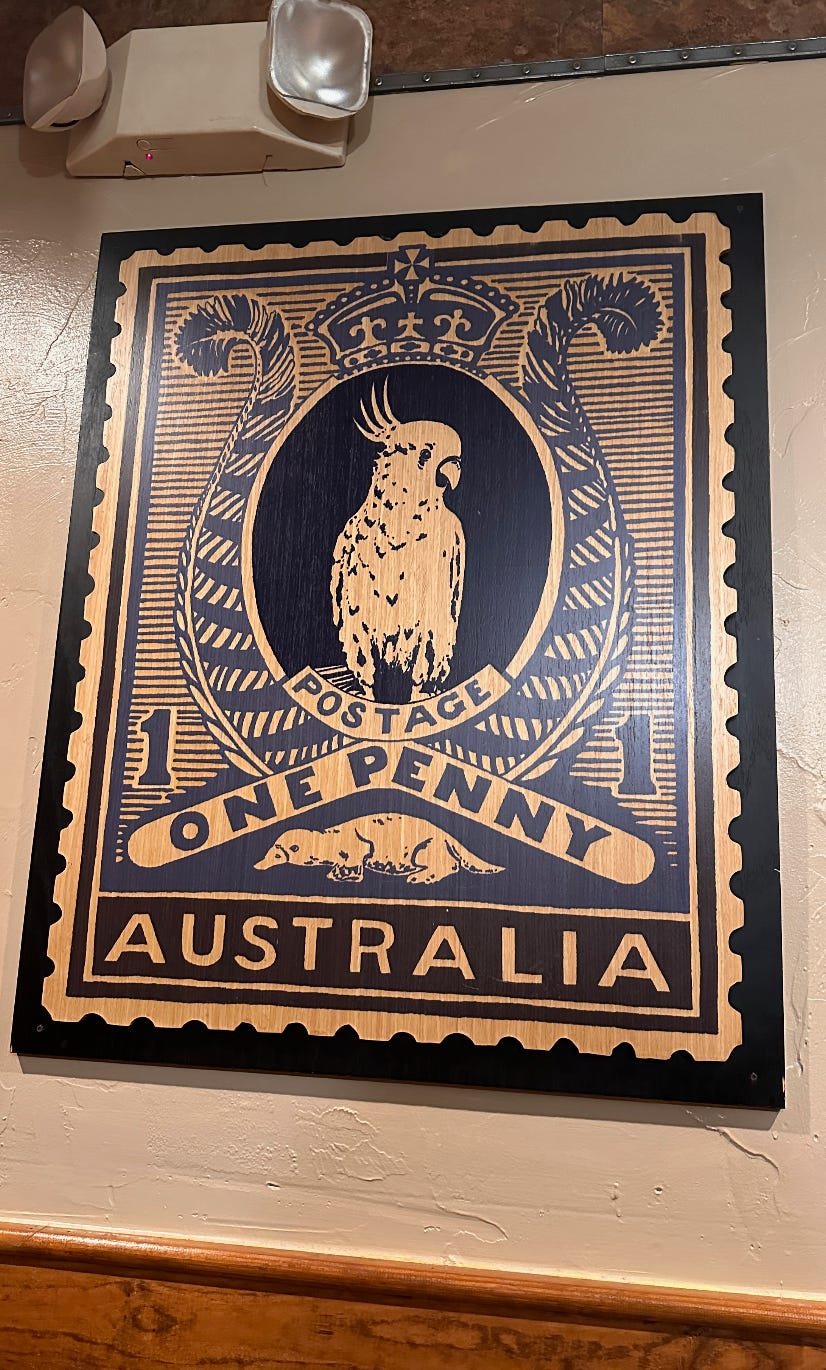 POSTAGE
1 1
ONE PENNY
AUSTRALIA